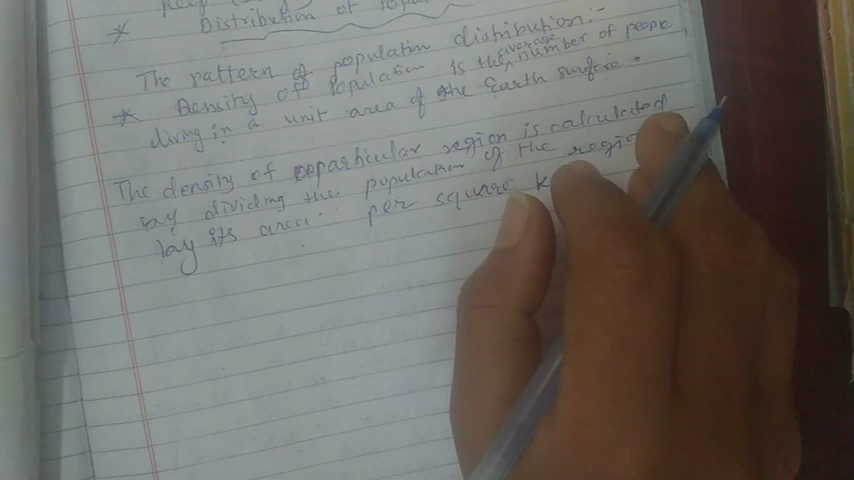 * Distribution of Popu
The pattern of population distribution:-
* Density of Population is the average number of people
living in a unit area of the Earth surface.
The density of particular region is calculated
by dividing the population of the region
by its area. per square k